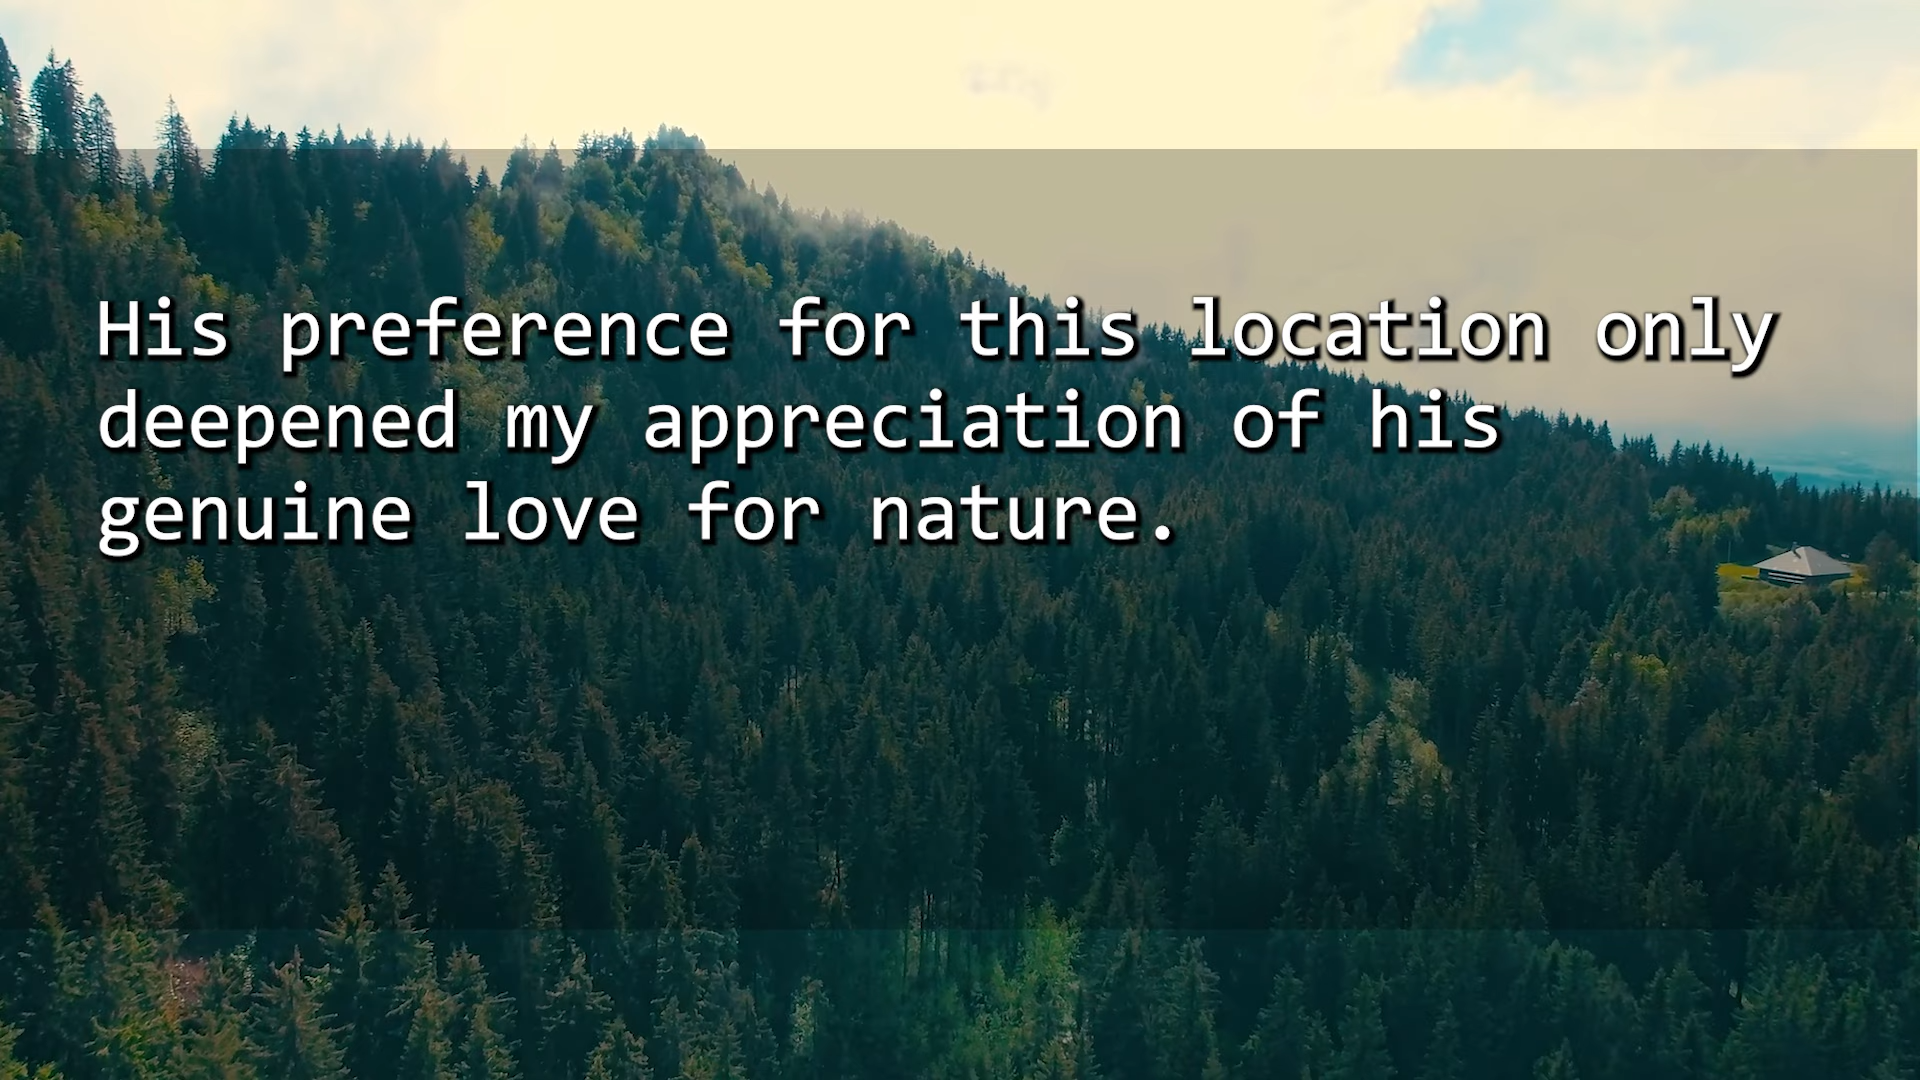 His preference for this location only
deepened my appreciation of his
genuine love for nature.